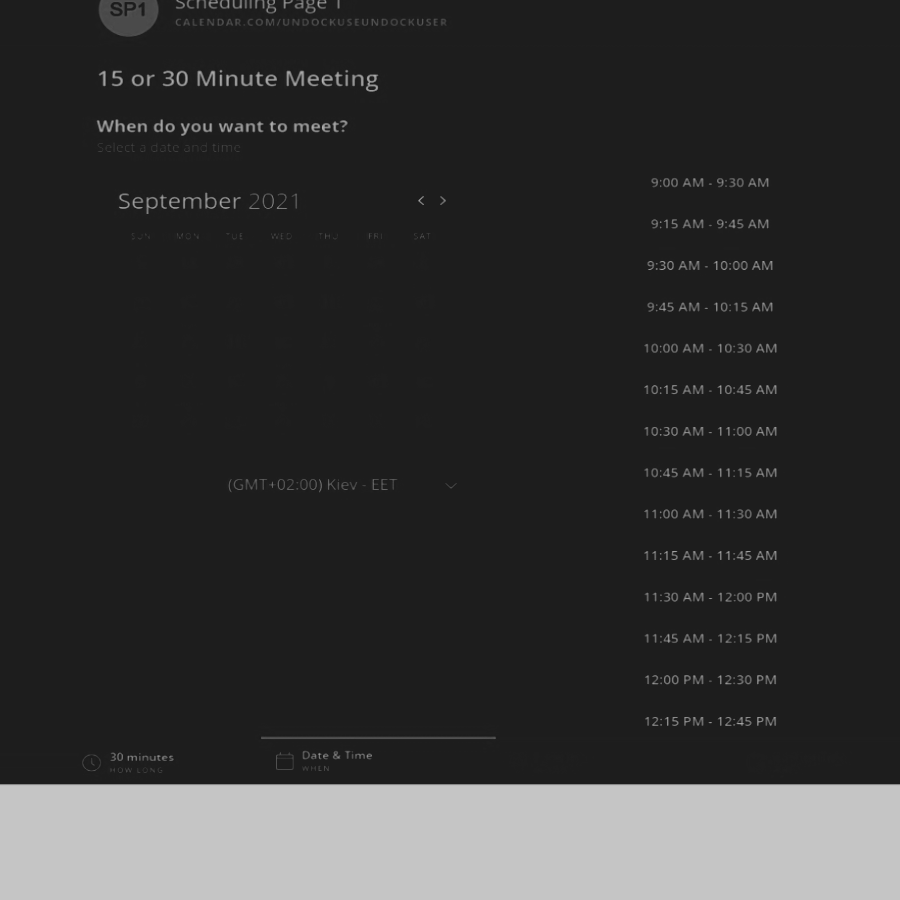 SP1
Scheduling Page 1
CALENDAR.COM/UNDOCKUSEUNDOCKUSER
15 or 30 Minute Meeting
When do you want to meet?
Select a date and time
September 2021
< >
SUN MON TUE WED THU FRI SAT
(GMT+02:00) Kiev - EET
9:00 AM - 9:30 AM
9:15 AM - 9:45 AM
9:30 AM - 10:00 AM
9:45 AM - 10:15 AM
10:00 AM - 10:30 AM
10:15 AM - 10:45 AM
10:30 AM - 11:00 AM
10:45 AM - 11:15 AM
11:00 AM - 11:30 AM
11:15 AM - 11:45 AM
11:30 AM - 12:00 PM
11:45 AM - 12:15 PM
12:00 PM - 12:30 PM
12:15 PM - 12:45 PM
30 minutes
HOW LONG
Date & Time
WHEN